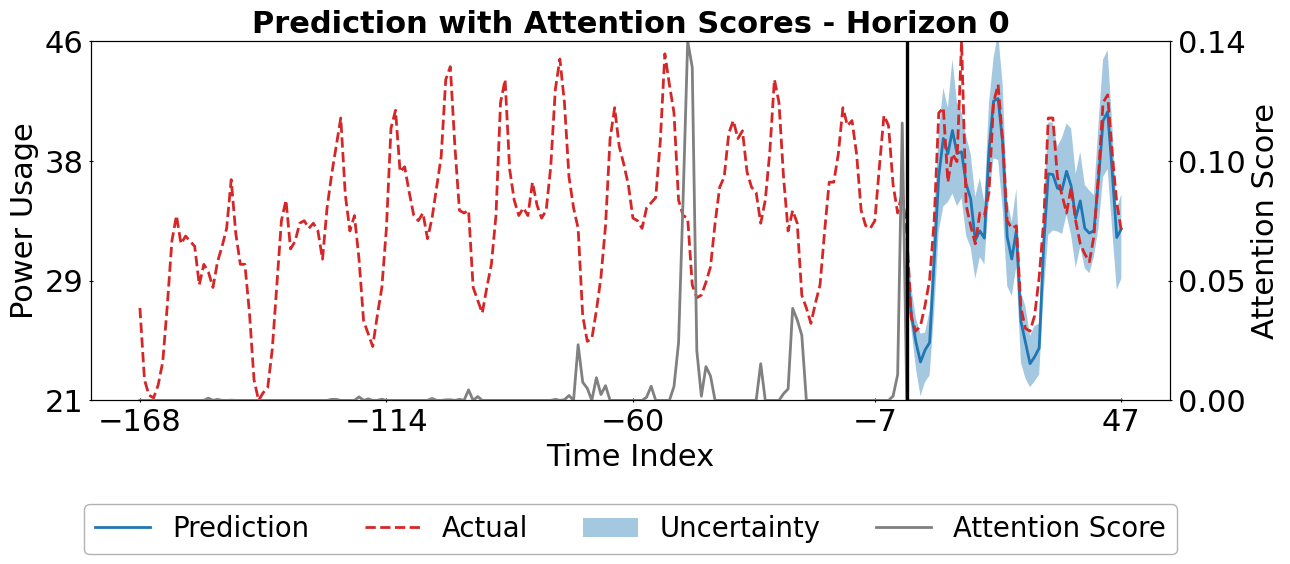 Prediction with Attention Scores - Horizon 0
46
38
29
21
Power Usage
0.14
0.10
0.05
0.00
Attention Score
−168
−114
−60
−7
47
Time Index
Prediction
Actual
Uncertainty
Attention Score